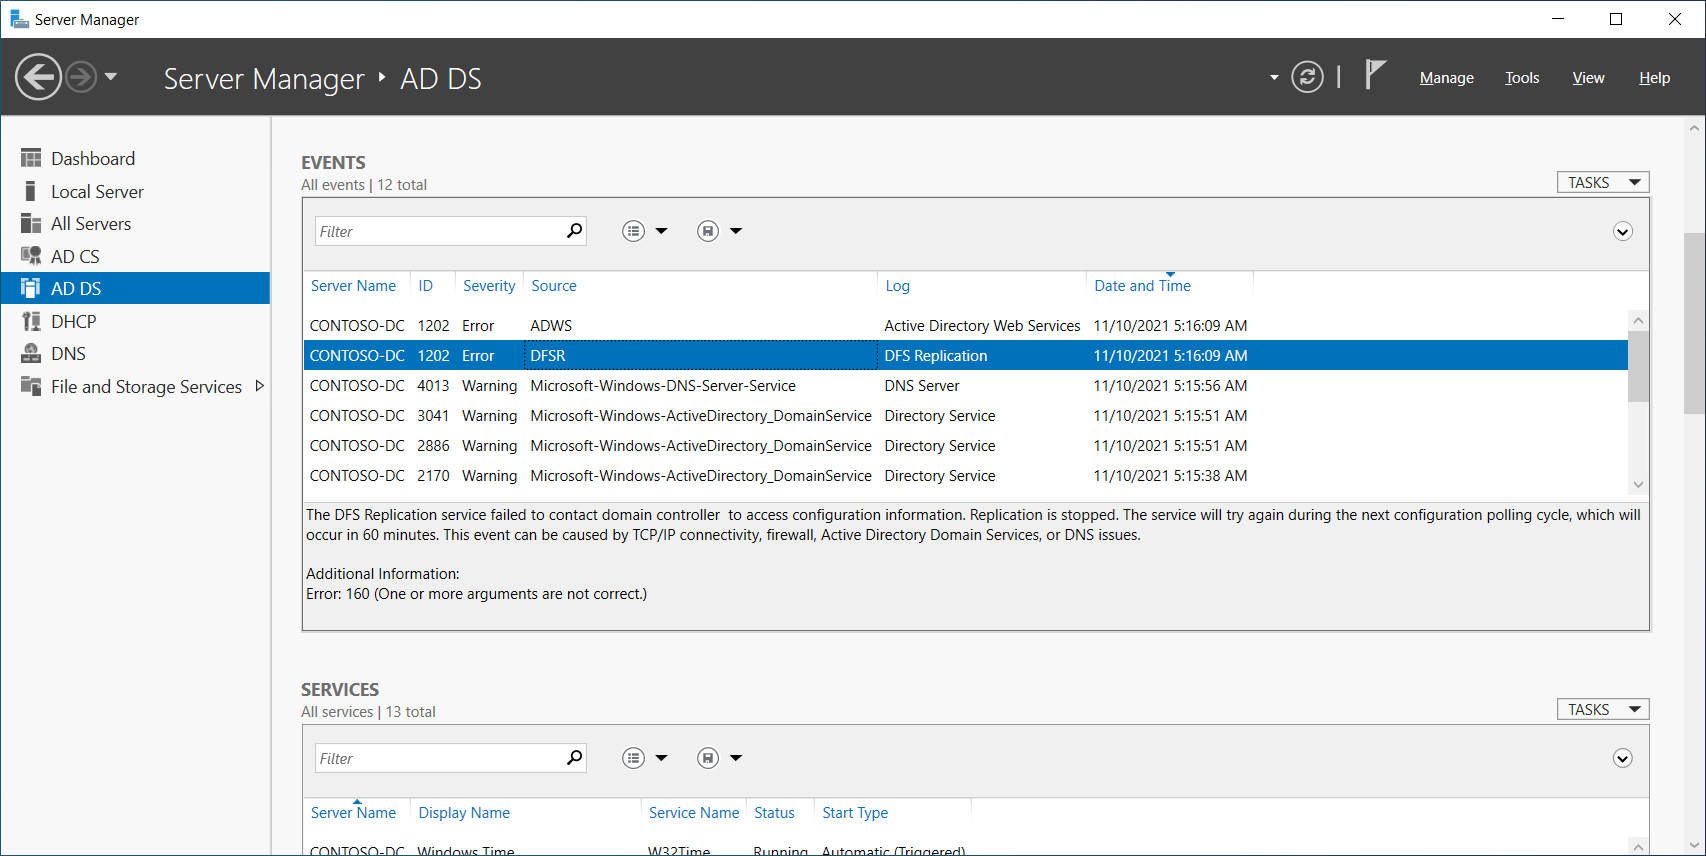 Server Manager
Server Manager ‣ AD DS
Manage Tools View Help
Dashboard
Local Server
All Servers
AD CS
AD DS
DHCP
DNS
File and Storage Services
EVENTS
All events | 12 total
TASKS
Filter
Server Name ID Severity Source Log Date and Time
CONTOSO-DC 1202 Error ADWS Active Directory Web Services 11/10/2021 5:16:09 AM
CONTOSO-DC 1202 Error DFSR DFS Replication 11/10/2021 5:16:09 AM
CONTOSO-DC 4013 Warning Microsoft-Windows-DNS-Server-Service DNS Server 11/10/2021 5:15:56 AM
CONTOSO-DC 3041 Warning Microsoft-Windows-ActiveDirectory_DomainService Directory Service 11/10/2021 5:15:51 AM
CONTOSO-DC 2886 Warning Microsoft-Windows-ActiveDirectory_DomainService Directory Service 11/10/2021 5:15:51 AM
CONTOSO-DC 2170 Warning Microsoft-Windows-ActiveDirectory_DomainService Directory Service 11/10/2021 5:15:38 AM
The DFS Replication service failed to contact domain controller  to access configuration information. Replication is stopped. The service will try again during the next configuration polling cycle, which will
occur in 60 minutes. This event can be caused by TCP/IP connectivity, firewall, Active Directory Domain Services, or DNS issues.
Additional Information:
Error: 160 (One or more arguments are not correct.)
SERVICES
All services | 13 total
TASKS
Filter
Server Name Display Name Service Name Status Start Type
CONTOSO-DC Windows Time W32Time Running Automatic (Triggered)